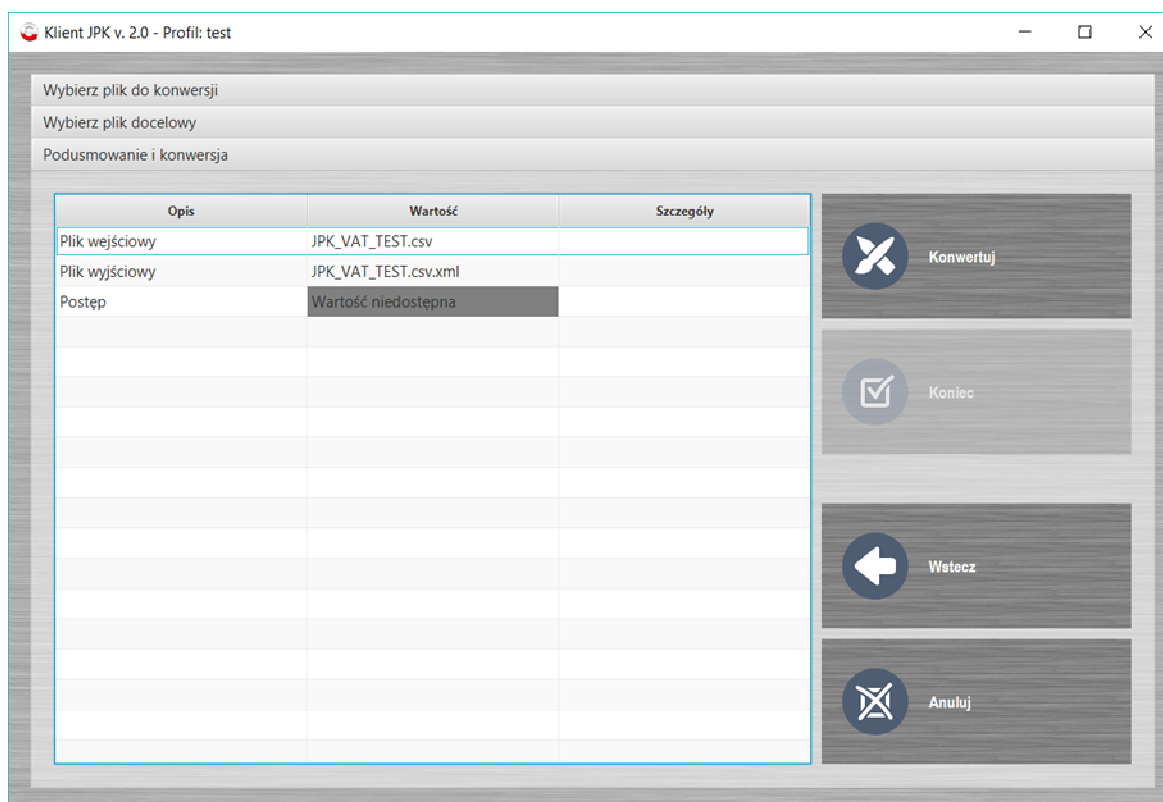 Klient JPK v. 2.0 - Profil: test
Wybierz plik do konwersji
Wybierz plik docelowy
Podusmowanie i konwersja
Opis Wartość Szczegóły
Plik wejściowy JPK_VAT_TEST.csv
Plik wyjściowy JPK_VAT_TEST.csv.xml
Postęp Wartość niedostępna
Konwertuj
Koniec
Wstecz
Anuluj